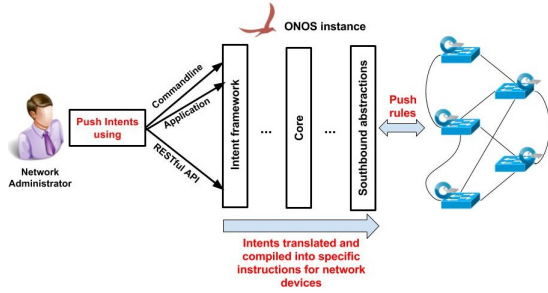 ONOS instance
Commandline
Application
RESTful API
Push Intents
using
Network
Administrator
Intent framework
...
Core
...
Southbound abstractions
Push
rules
Intents translated and
compiled into specific
instructions for network
devices